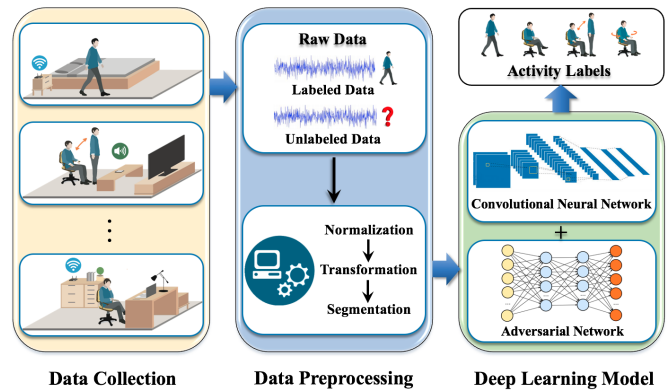 Raw Data
Labeled Data
?
Unlabeled Data
Normalization
Transformation
Segmentation
Activity Labels
Convolutional Neural Network
+
Adversarial Network
Data Collection
Data Preprocessing
Deep Learning Model